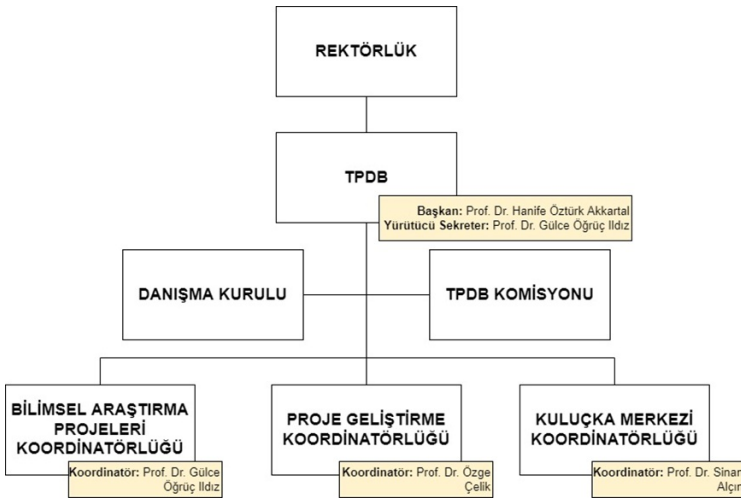 REKTÖRLÜK
TPDB
Başkan: Prof. Dr. Hanife Öztürk Akkartal
Yürütücü Sekreter: Prof. Dr. Gülce Öğrüç Ildız
DANIŞMA KURULU
TPDB KOMİSYONU
BİLİMSEL ARAŞTIRMA
PROJELERİ
KOORDİNATÖRLÜĞÜ
Koordinatör: Prof. Dr. Gülce
Öğrüç Ildız
PROJE GELİŞTİRME
KOORDİNATÖRLÜĞÜ
Koordinatör: Prof. Dr. Özge
Çelik
KULUÇKA MERKEZİ
KOORDİNATÖRLÜĞÜ
Koordinatör: Prof. Dr. Sinan
Alçın